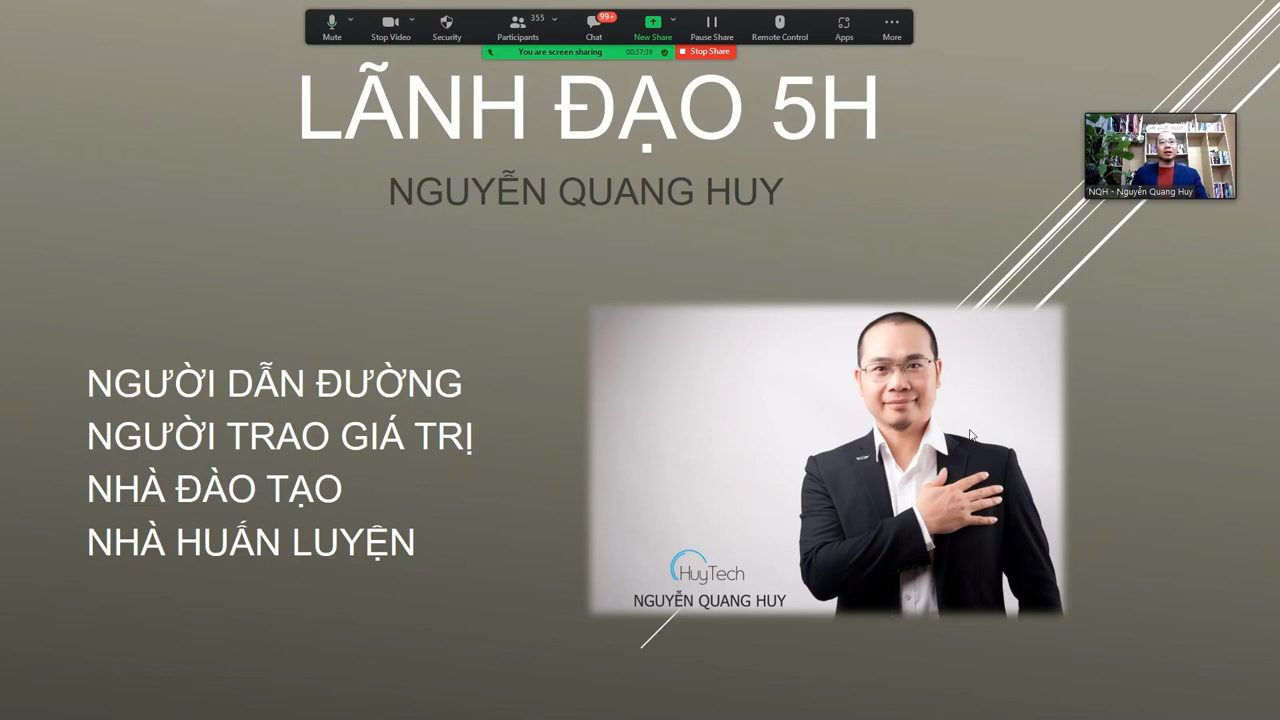 355
99+
Mute
Stop Video
Security
Participants
Chat
New Share
Pause Share
Remote Control
Apps
More
You are screen sharing
00:37:39
Stop Share
LÃNH ĐẠO 5H
NGUYỄN QUANG HUY
NQH - Nguyễn Quang Huy
NGƯỜI DẪN ĐƯỜNG
NGƯỜI TRAO GIÁ TRỊ
NHÀ ĐÀO TẠO
NHÀ HUẤN LUYỆN
HuyTech
NGUYỄN QUANG HUY